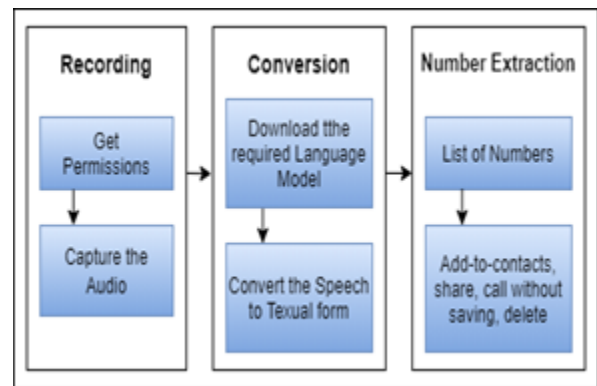 Recording
Get
Permissions
Capture the
Audio
Conversion
Download tthe
required Language
Model
Convert the Speech
to Texual form
Number Extraction
List of Numbers
Add-to-contacts,
share, call without
saving, delete